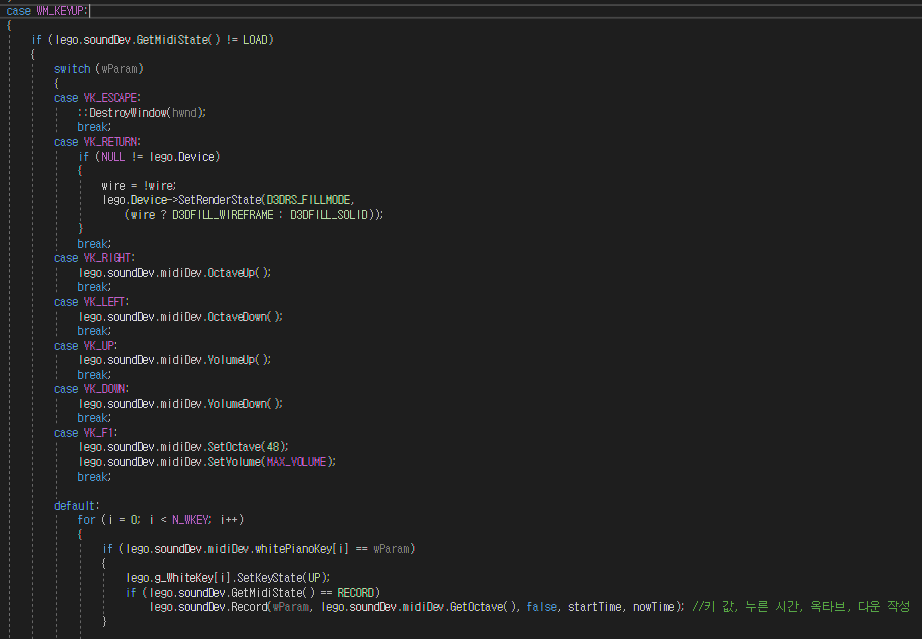 case WM_KEYUP:
{
if (lego.soundDev.GetMidiState() != LOAD)
{
switch (wParam)
{
case VK_ESCAPE:
::DestroyWindow(hwnd);
break;
case VK_RETURN:
if (NULL != lego.Device)
{
wire = !wire;
lego.Device->SetRenderState(D3DRS_FILLMODE,
(wire ? D3DFILL_WIREFRAME : D3DFILL_SOLID));
}
break;
case VK_RIGHT:
lego.soundDev.midiDev.OctaveUp();
break;
case VK_LEFT:
lego.soundDev.midiDev.OctaveDown();
break;
case VK_UP:
lego.soundDev.midiDev.VolumeUp();
break;
case VK_DOWN:
lego.soundDev.midiDev.VolumeDown();
break;
case VK_F1:
lego.soundDev.midiDev.SetOctave(48);
lego.soundDev.midiDev.SetVolume(MAX_VOLUME);
break;
default:
for (i = 0; i < N_WKEY; i++)
{
if (lego.soundDev.midiDev.whitePianoKey[i] == wParam)
{
lego.g_WhiteKey[i].SetKeyState(UP);
if (lego.soundDev.GetMidiState() == RECORD)
lego.soundDev.Record(wParam, lego.soundDev.midiDev.GetOctave(), false, startTime, nowTime); //키 값, 누른 시간, 옥타브, 다운 작성
}